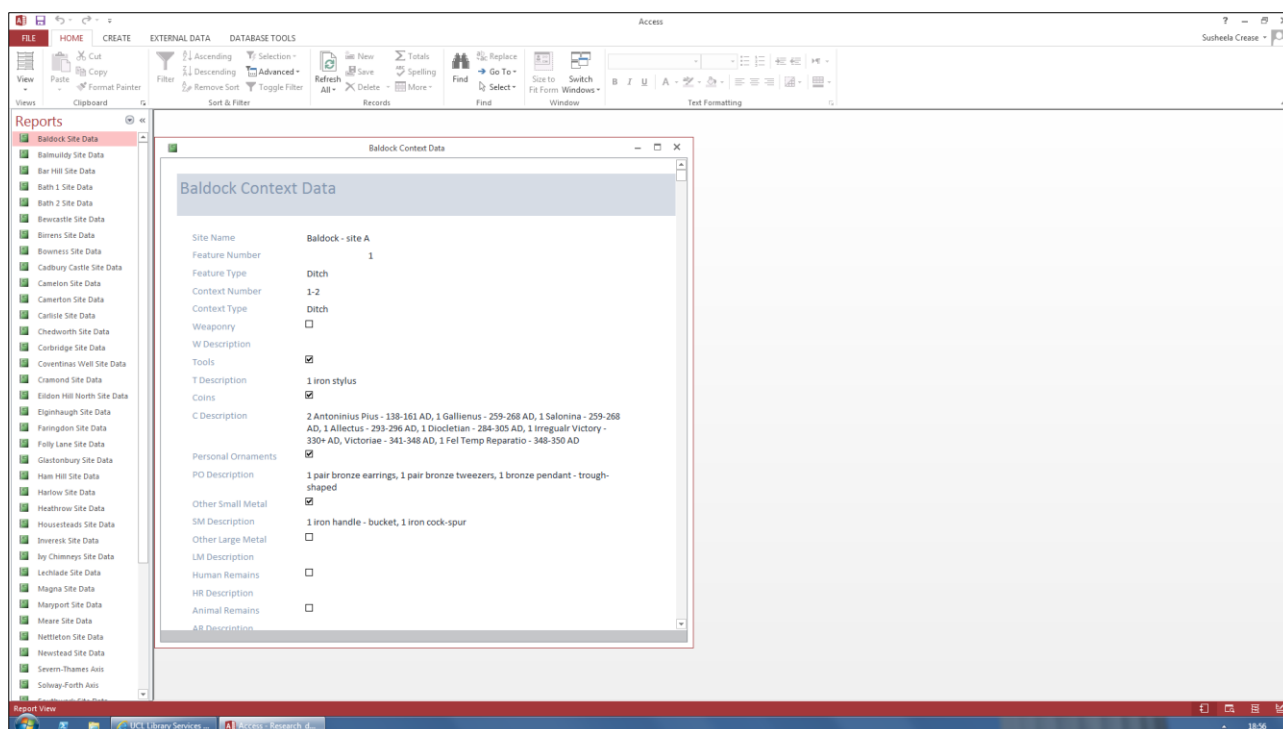 Access
FILE HOME CREATE EXTERNAL DATA DATABASE TOOLS
Susheela Crease
View
Views
Paste
Cut
Copy
Format Painter
Clipboard
Filter
Ascending
Descending
Remove Sort
Selection
Advanced
Toggle Filter
Sort & Filter
Refresh
All
New
Save
Delete
Totals
Spelling
More
Records
Find
Replace
Go To
Select
Find
Size to
Fit Form
Switch
Windows
Window
B I U A
Text Formatting
Reports
Baldock Site Data
Balmuildy Site Data
Bar Hill Site Data
Bath 1 Site Data
Bath 2 Site Data
Bewcastle Site Data
Birrens Site Data
Bowness Site Data
Cadbury Castle Site Data
Camelon Site Data
Camerton Site Data
Carlisle Site Data
Chedworth Site Data
Corbridge Site Data
Coventinas Well Site Data
Cramond Site Data
Eildon Hill North Site Data
Elginhaugh Site Data
Faringdon Site Data
Folly Lane Site Data
Glastonbury Site Data
Ham Hill Site Data
Harlow Site Data
Heathrow Site Data
Housesteads Site Data
Inveresk Site Data
Ivy Chimneys Site Data
Lechlade Site Data
Magna Site Data
Maryport Site Data
Meare Site Data
Nettleton Site Data
Newstead Site Data
Severn-Thames Axis
Solway-Forth Axis
Baldock Context Data
Baldock Context Data
Site Name Baldock - site A
Feature Number 1
Feature Type Ditch
Context Number 1-2
Context Type Ditch
Weaponry
W Description
Tools
T Description 1 iron stylus
Coins
C Description 2 Antoninius Pius - 138-161 AD, 1 Gallienus - 259-268 AD, 1 Salonina - 259-268
AD, 1 Allectus - 293-296 AD, 1 Diocletian - 284-305 AD, 1 Irregualr Victory -
330+ AD, Victoriae - 341-348 AD, 1 Fel Temp Reparatio - 348-350 AD
Personal Ornaments
PO Description 1 pair bronze earrings, 1 pair bronze tweezers, 1 bronze pendant - trough-
shaped
Other Small Metal
SM Description 1 iron handle - bucket, 1 iron cock-spur
Other Large Metal
LM Description
Human Remains
HR Description
Animal Remains
AR Description
Report View
UCL Library Services ...
Access - Research_d...
18:56